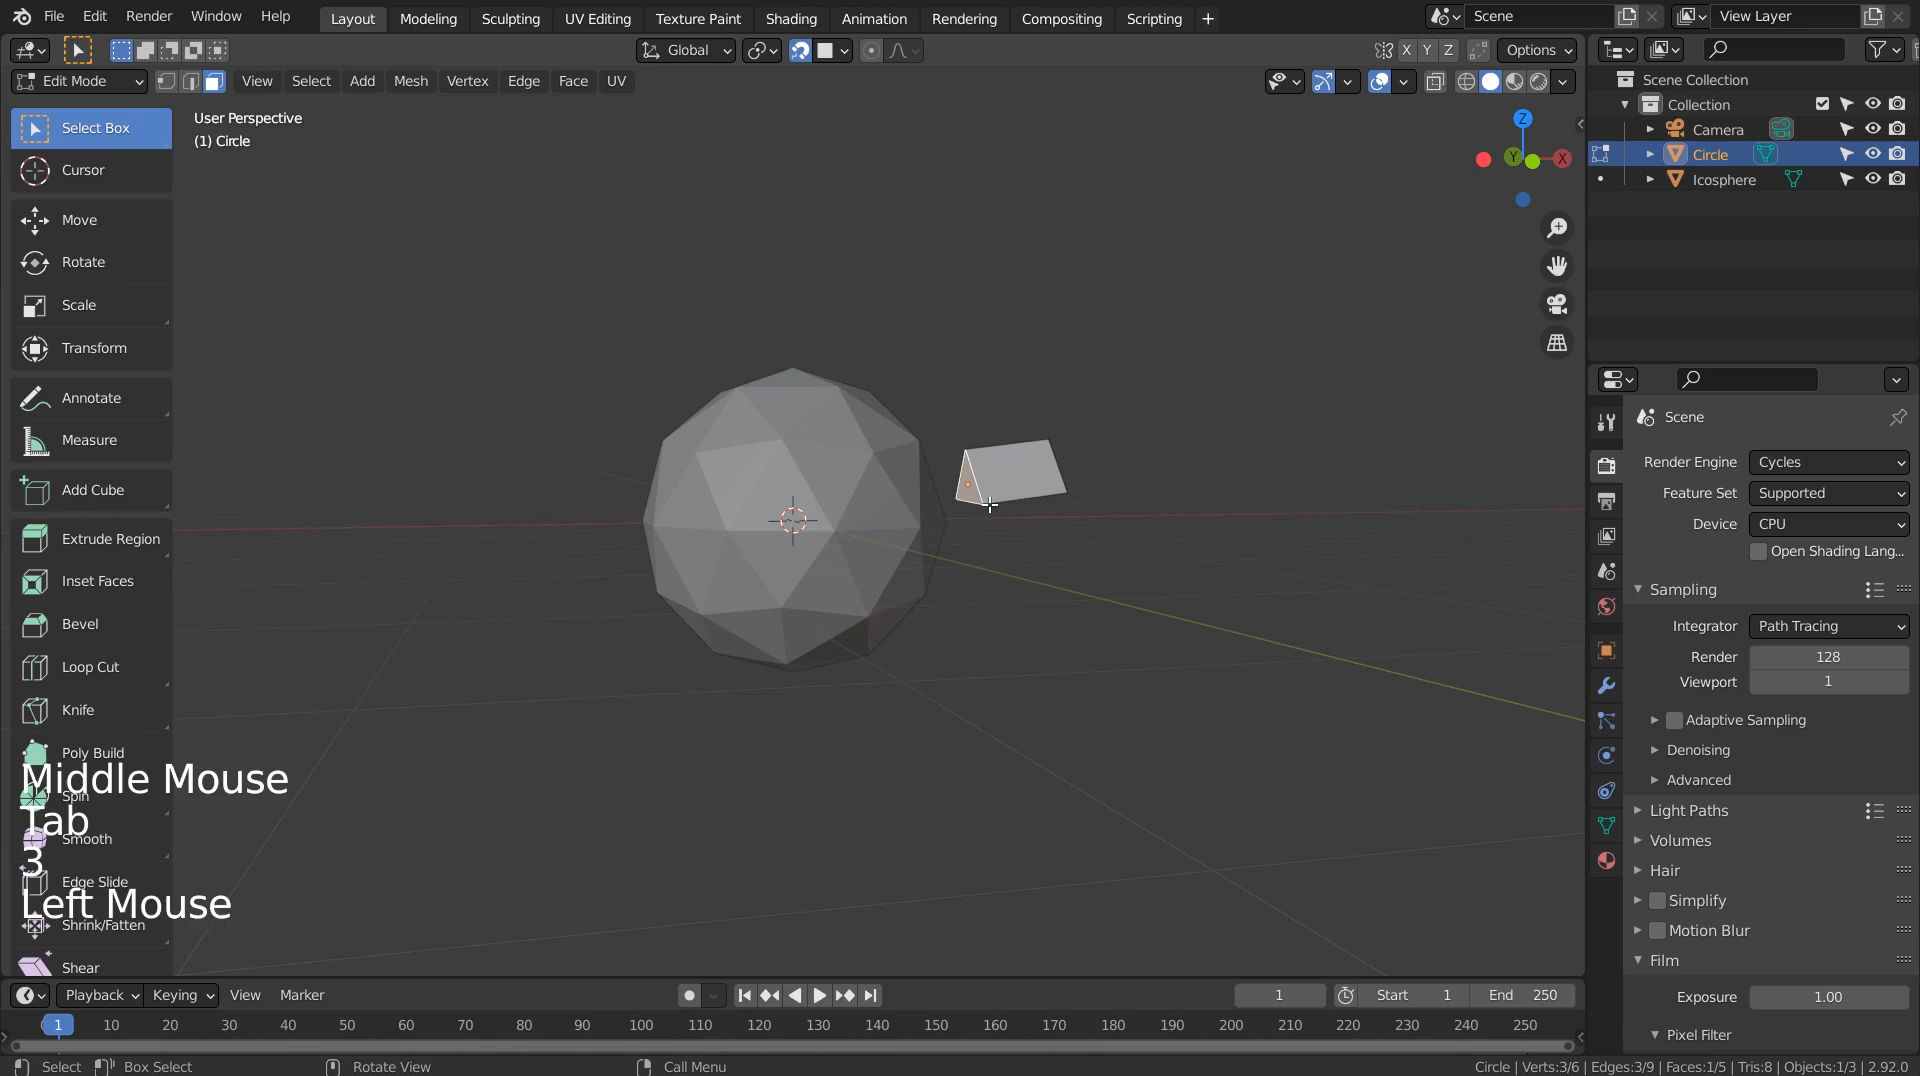 File Edit Render Window Help Layout Modeling Sculpting UV Editing Texture Paint Shading Animation Rendering Compositing Scripting + Scene View Layer
Global X Y Z Options
Edit Mode View Select Add Mesh Vertex Edge Face UV
Scene Collection
Collection
Camera
Circle
Icosphere
User Perspective
(1) Circle
Z
Y
X
Select Box
Cursor
Move
Rotate
Scale
Transform
Annotate
Measure
Add Cube
Extrude Region
Inset Faces
Bevel
Loop Cut
Knife
Poly Build
Spin
Smooth
Edge Slide
Shrink/Fatten
Shear
Middle Mouse
Tab
3
Left Mouse
Scene
Render Engine Cycles
Feature Set Supported
Device CPU
Open Shading Lang...
Sampling
Integrator Path Tracing
Render 128
Viewport 1
Adaptive Sampling
Denoising
Advanced
Light Paths
Volumes
Hair
Simplify
Motion Blur
Film
Exposure 1.00
Pixel Filter
Playback Keying View Marker 1 Start 1 End 250
1 10 20 30 40 50 60 70 80 90 100 110 120 130 140 150 160 170 180 190 200 210 220 230 240 250
Select Box Select Rotate View Call Menu Circle | Verts:3/6 | Edges:3/9 | Faces:1/5 | Tris:8 | Objects:1/3 | 2.92.0